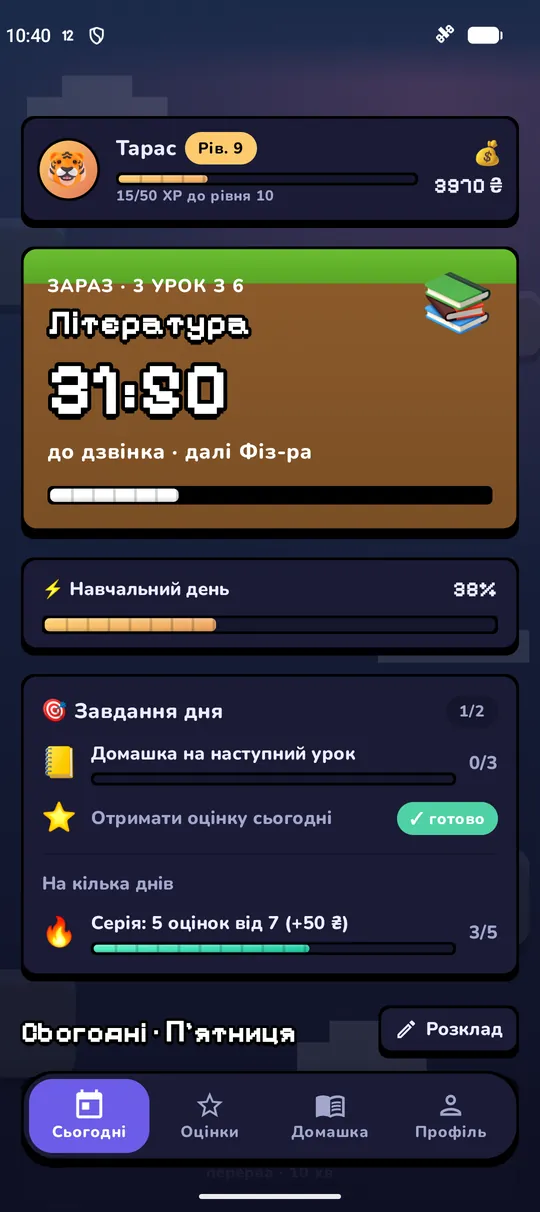 10:40 12
Тарас Рів. 9
15/50 XP до рівня 10
3970 ₴
ЗАРАЗ · 3 УРОК З 6
Література
31:50
до дзвінка · далі Фіз-ра
Навчальний день 38%
Завдання дня 1/2
Домашка на наступний урок 0/3
Отримати оцінку сьогодні ✓ готово
На кілька днів
Серія: 5 оцінок від 7 (+50 ₴) 3/5
Сьогодні · П'ятниця Розклад
Сьогодні Оцінки Домашка Профіль
перерва · 10 хв